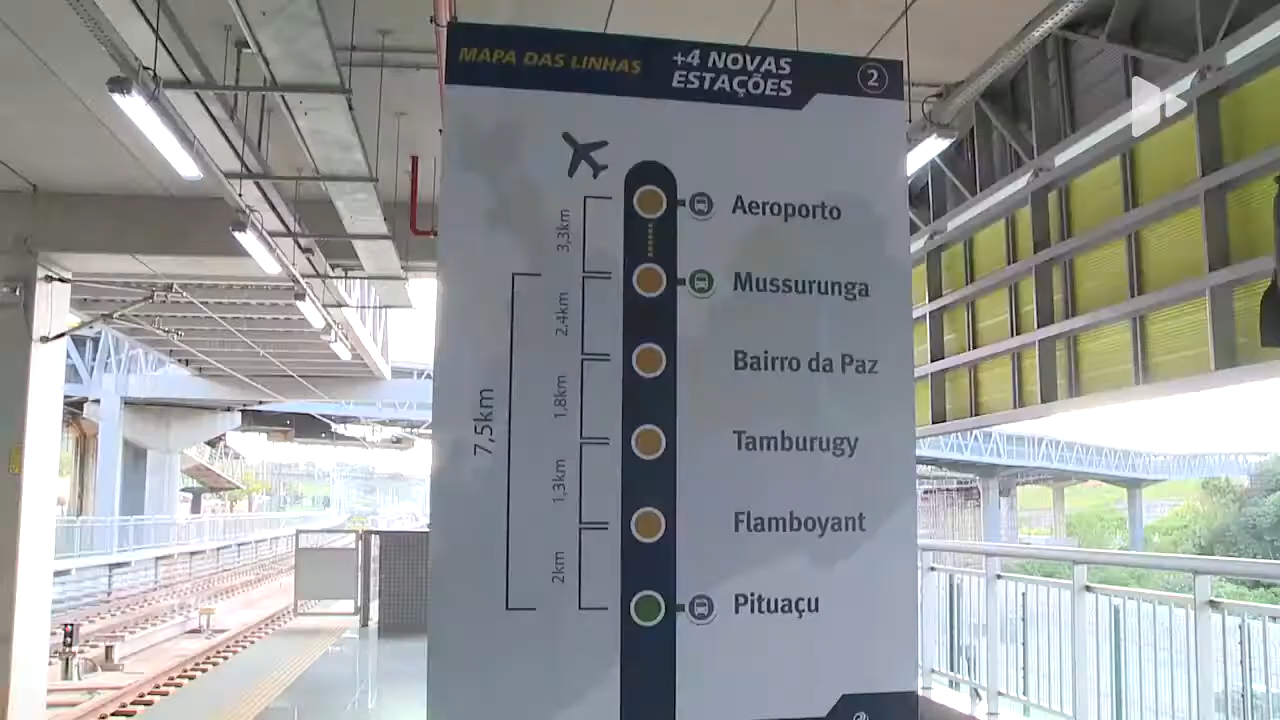 MAPA DAS LINHAS
+4 NOVAS
ESTAÇÕES
2
3,3km
Aeroporto
Mussurunga
2,4km
Bairro da Paz
7,5km
1,8km
Tamburugy
1,3km
Flamboyant
2km
Pituaçu